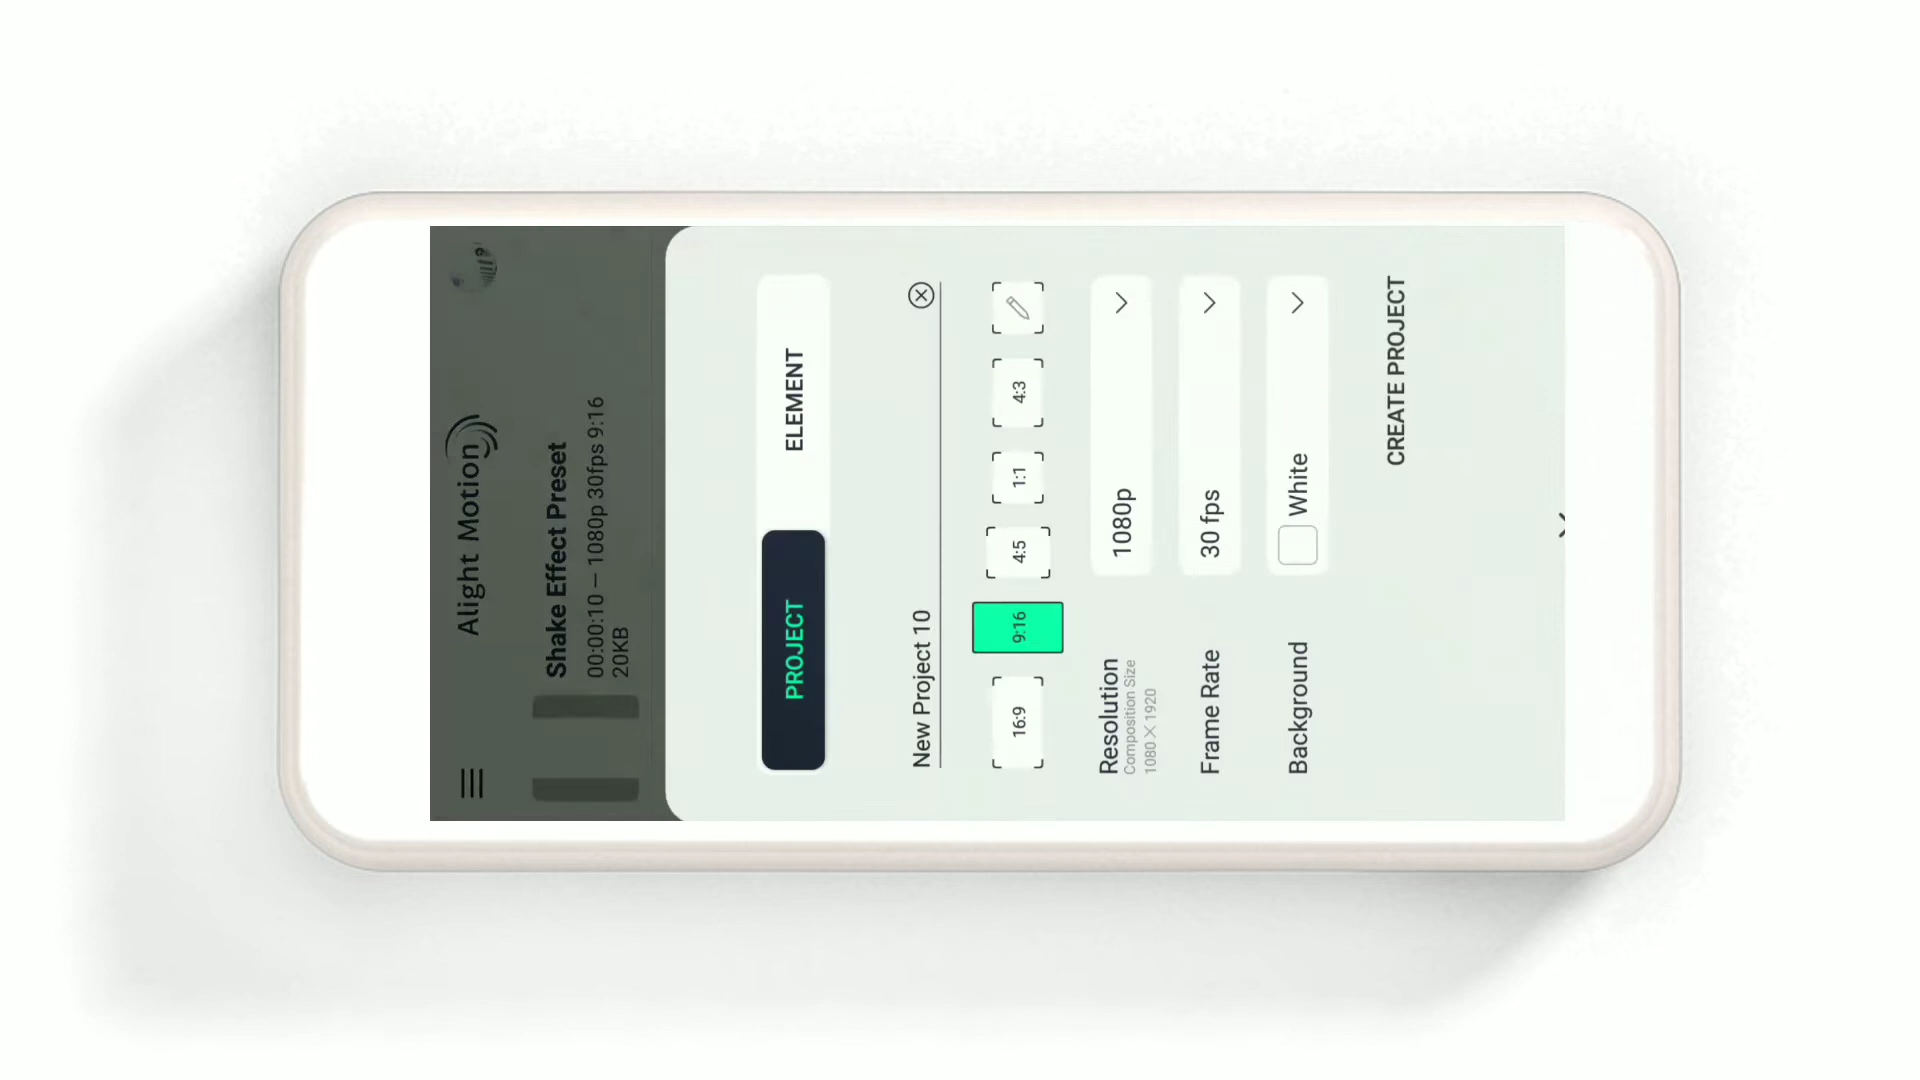 Alight Motion
Shake Effect Preset
00:00:10 – 1080p 30fps 9:16
20KB
PROJECT
ELEMENT
New Project 10
16:9
9:16
4:5
1:1
4:3
Resolution
Composition Size
1080 X 1920
1080p
Frame Rate
30 fps
Background
White
CREATE PROJECT